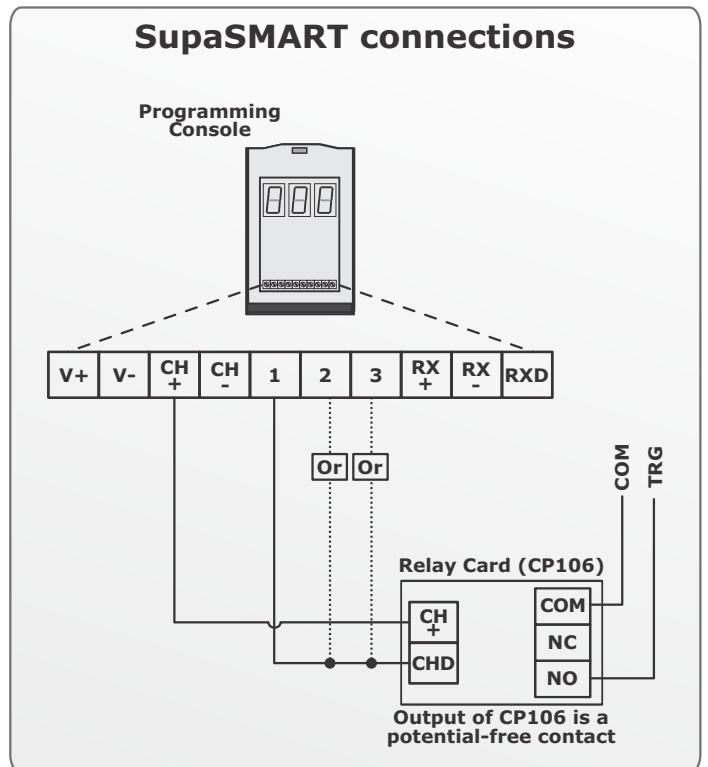 SupaSMART connections
Programming
Console
V+ V- CH + CH - 1 2 3 RX + RX - RXD
Or Or
COM
TRG
Relay Card (CP106)
CH +
CHD
COM
NC
NO
Output of CP106 is a
potential-free contact